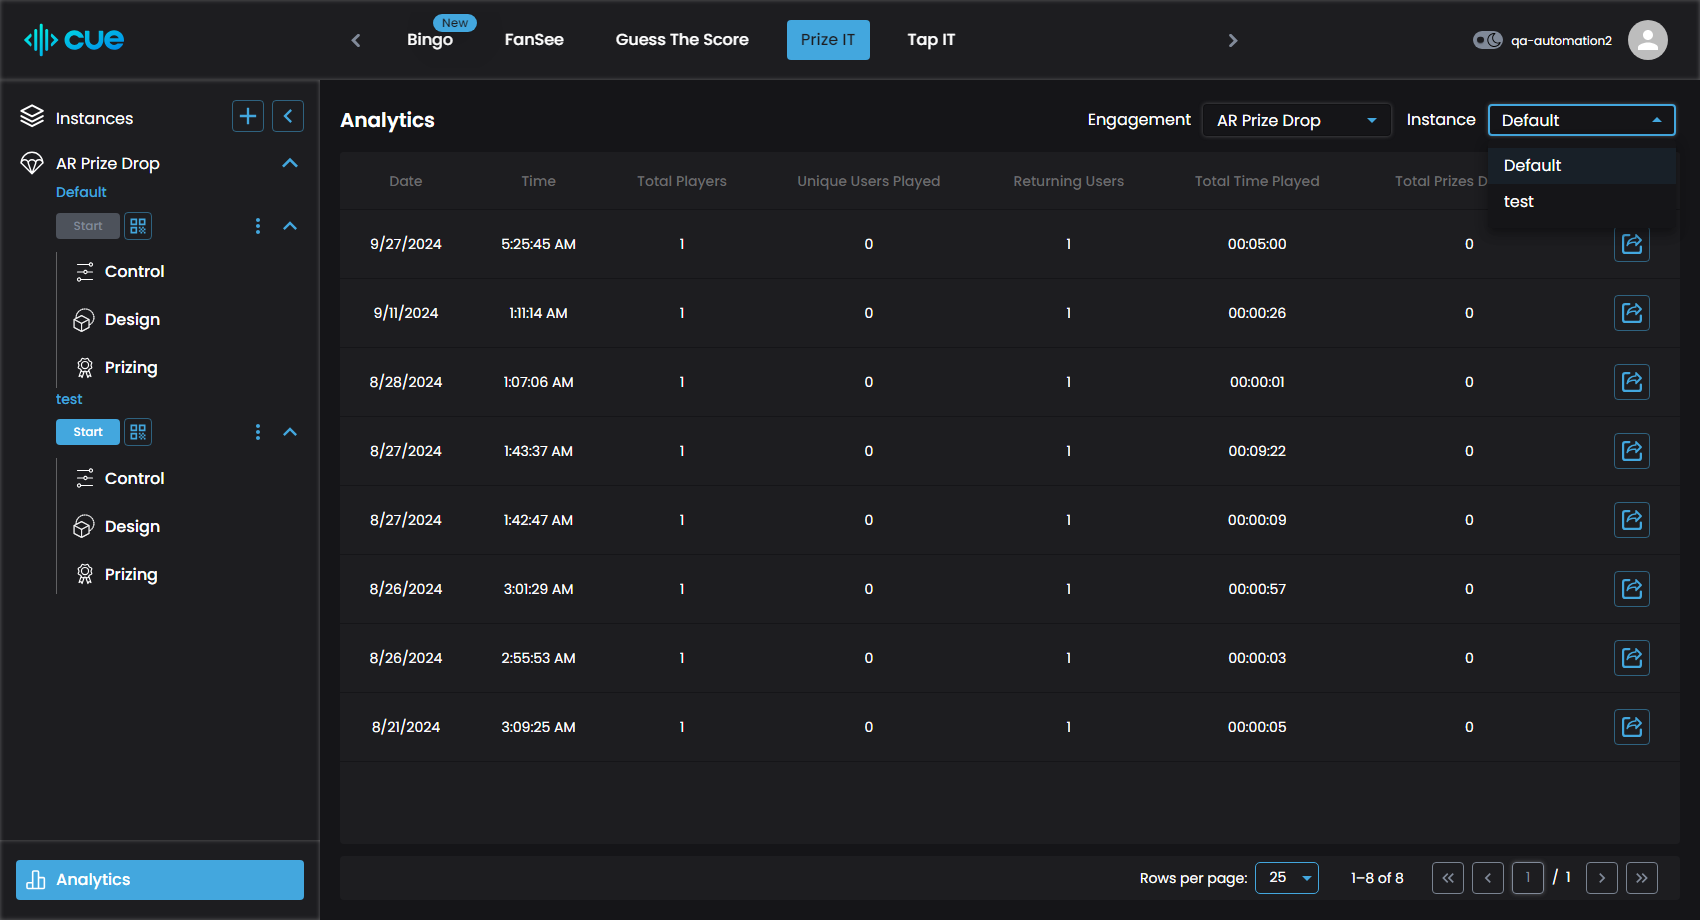 cue
New
Bingo
FanSee
Guess The Score
Prize IT
Tap IT
qa-automation2
Instances
AR Prize Drop
Default
Start
Control
Design
Prizing
test
Start
Control
Design
Prizing
Analytics
Analytics
Engagement AR Prize Drop Instance Default
Default
test
Date Time Total Players Unique Users Played Returning Users Total Time Played Total Prizes
9/27/2024 5:25:45 AM 1 0 1 00:05:00 0
9/11/2024 1:11:14 AM 1 0 1 00:00:26 0
8/28/2024 1:07:06 AM 1 0 1 00:00:01 0
8/27/2024 1:43:37 AM 1 0 1 00:09:22 0
8/27/2024 1:42:47 AM 1 0 1 00:00:09 0
8/26/2024 3:01:29 AM 1 0 1 00:00:57 0
8/26/2024 2:55:53 AM 1 0 1 00:00:03 0
8/21/2024 3:09:25 AM 1 0 1 00:00:05 0
Rows per page: 25 1–8 of 8 1 / 1